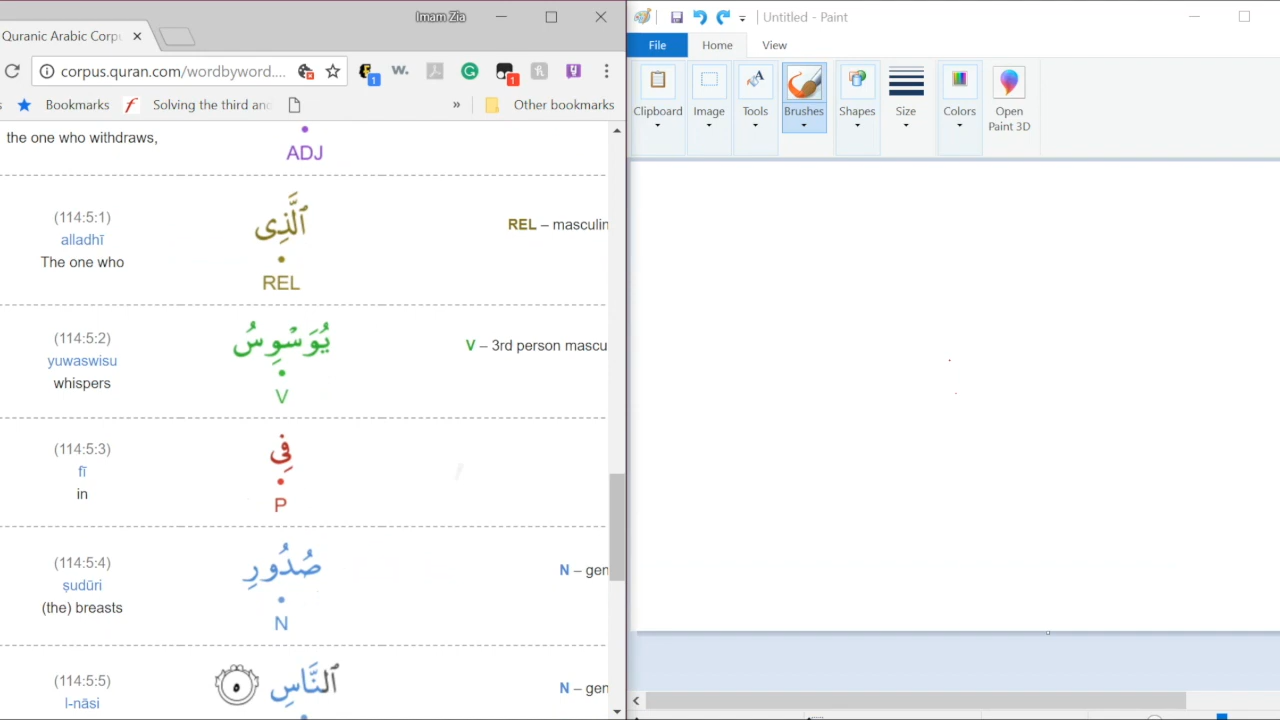 Imam Zia
Quranic Arabic Corpu
corpus.quran.com/wordbyword....
1
w.
1
Bookmarks
Solving the third and
»
Other bookmarks
the one who withdraws,
ADJ
(114:5:1)
alladhī
The one who
ٱلَّذِى
REL
REL – masculin
(114:5:2)
yuwaswisu
whispers
يُوَسْوِسُ
V
V – 3rd person mascu
(114:5:3)
fī
in
فِى
P
(114:5:4)
ṣudūri
(the) breasts
صُدُورِ
N
N – gen
(114:5:5)
l-nāsi
ٱلنَّاسِ ٥
N – gen
Untitled - Paint
File
Home
View
Clipboard
Image
Tools
Brushes
Shapes
Size
Colors
Open
Paint 3D